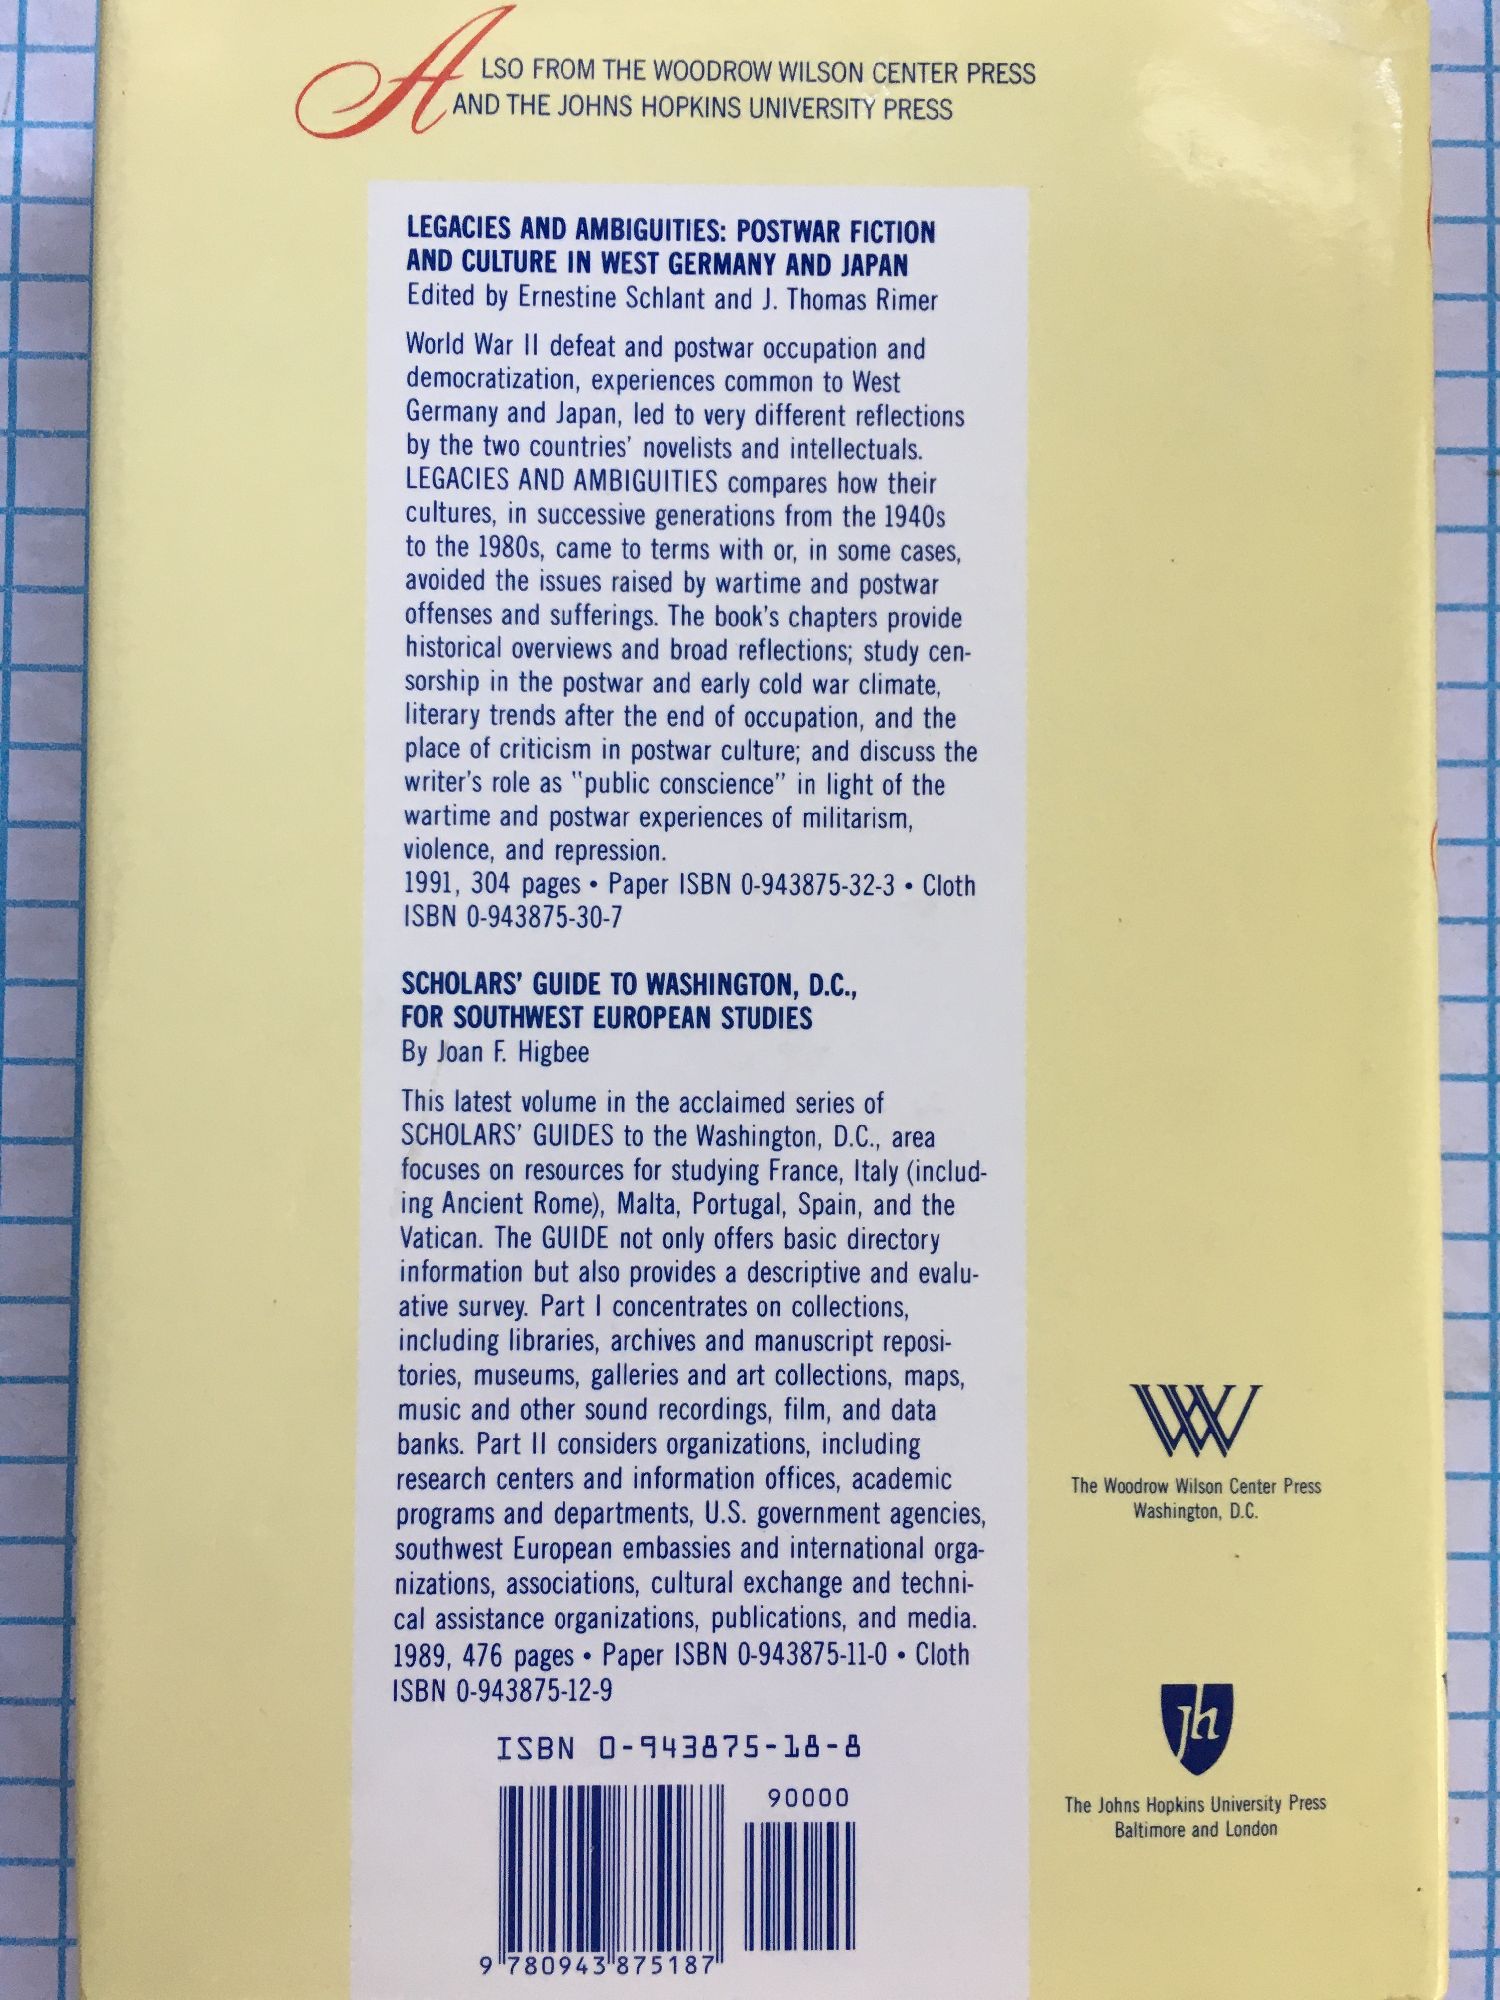 ALSO FROM THE WOODROW WILSON CENTER PRESS
AND THE JOHNS HOPKINS UNIVERSITY PRESS
LEGACIES AND AMBIGUITIES: POSTWAR FICTION
AND CULTURE IN WEST GERMANY AND JAPAN
Edited by Ernestine Schlant and J. Thomas Rimer
World War II defeat and postwar occupation and
democratization, experiences common to West
Germany and Japan, led to very different reflections
by the two countries' novelists and intellectuals.
LEGACIES AND AMBIGUITIES compares how their
cultures, in successive generations from the 1940s
to the 1980s, came to terms with or, in some cases,
avoided the issues raised by wartime and postwar
offenses and sufferings. The book's chapters provide
historical overviews and broad reflections; study cen-
sorship in the postwar and early cold war climate,
literary trends after the end of occupation, and the
place of criticism in postwar culture; and discuss the
writer's role as "public conscience" in light of the
wartime and postwar experiences of militarism,
violence, and repression.
1991, 304 pages • Paper ISBN 0-943875-32-3 • Cloth
ISBN 0-943875-30-7
SCHOLARS' GUIDE TO WASHINGTON, D.C.,
FOR SOUTHWEST EUROPEAN STUDIES
By Joan F. Higbee
This latest volume in the acclaimed series of
SCHOLARS' GUIDES to the Washington, D.C., area
focuses on resources for studying France, Italy (includ-
ing Ancient Rome), Malta, Portugal, Spain, and the
Vatican. The GUIDE not only offers basic directory
information but also provides a descriptive and evalu-
ative survey. Part I concentrates on collections,
including libraries, archives and manuscript reposi-
tories, museums, galleries and art collections, maps,
music and other sound recordings, film, and data
banks. Part II considers organizations, including
research centers and information offices, academic
programs and departments, U.S. government agencies,
southwest European embassies and international orga-
nizations, associations, cultural exchange and techni-
cal assistance organizations, publications, and media.
1989, 476 pages • Paper ISBN 0-943875-11-0 • Cloth
ISBN 0-943875-12-9
ISBN 0-943875-18-8
90000
9 780943 875187
W
The Woodrow Wilson Center Press
Washington, D.C.
jh
The Johns Hopkins University Press
Baltimore and London